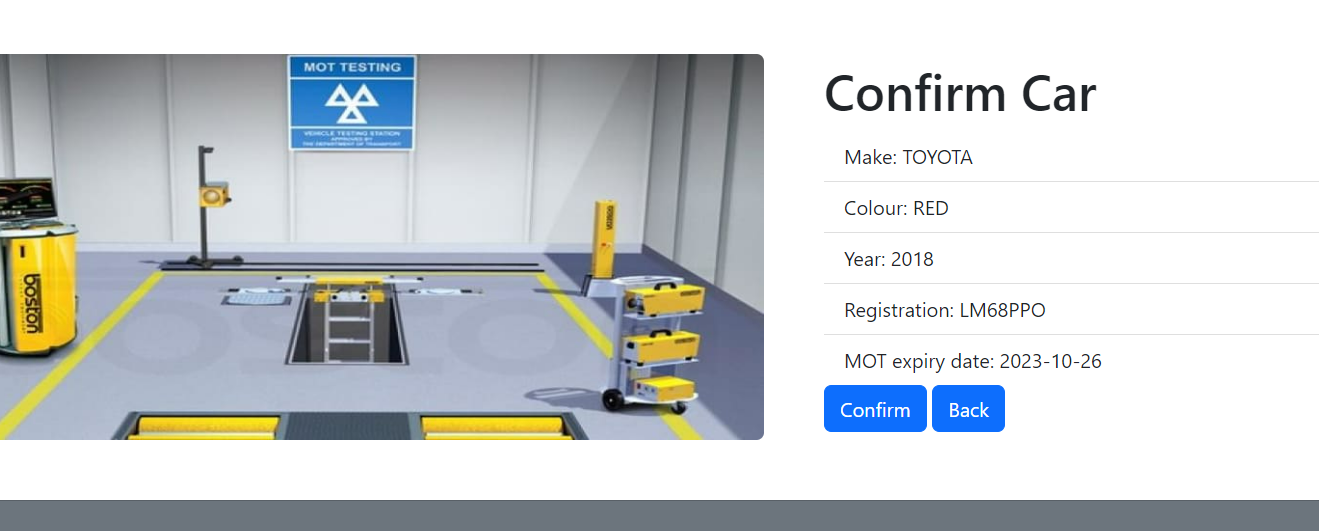 MOT TESTING
VEHICLE TESTING STATION
APPROVED BY
THE DEPARTMENT OF TRANSPORT
boston
BOSTON
Confirm Car
Make: TOYOTA
Colour: RED
Year: 2018
Registration: LM68PPO
MOT expiry date: 2023-10-26
Confirm
Back